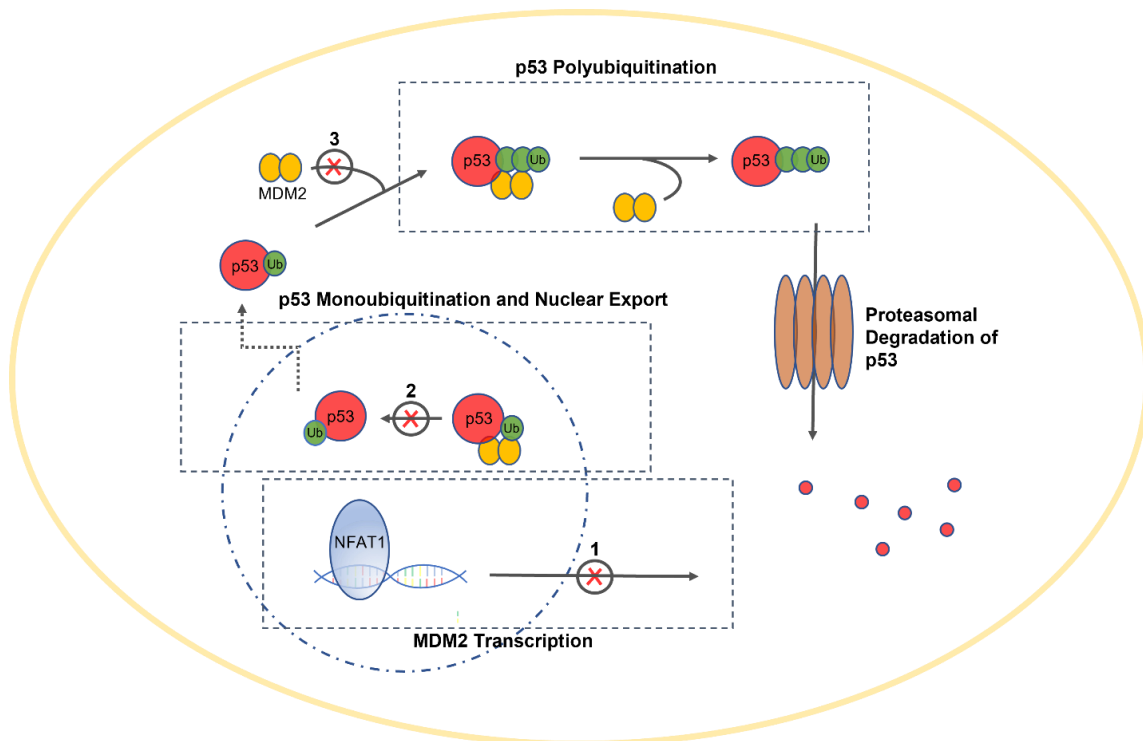 p53 Polyubiquitination
3
MDM2
p53
Ub
p53
Ub
p53
Ub
p53 Monoubiquitination and Nuclear Export
Proteasomal
Degradation of
p53
2
p53
Ub
p53
Ub
NFAT1
1
MDM2 Transcription